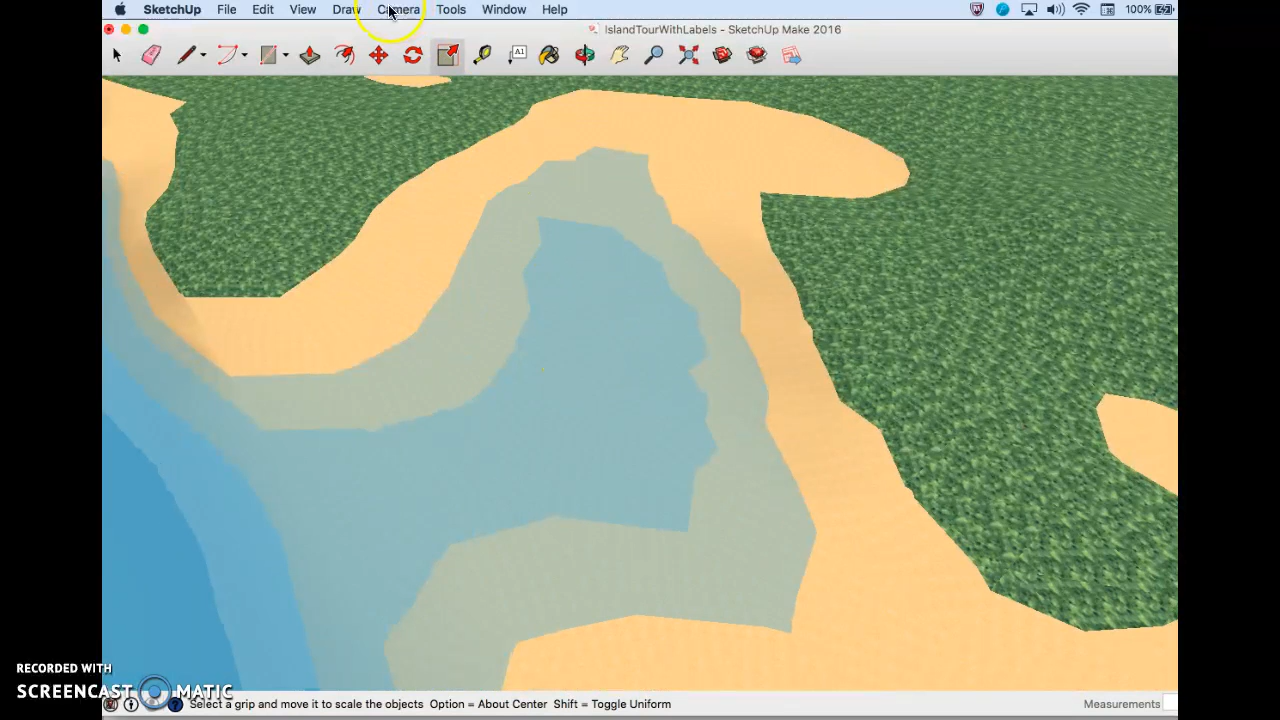 SketchUp File Edit View Draw Camera Tools Window Help 100%
IslandTourWithLabels - SketchUp Make 2016
A1
RECORDED WITH
SCREENCAST MATIC
Select a grip and move it to scale the objects Option = About Center Shift = Toggle Uniform Measurements